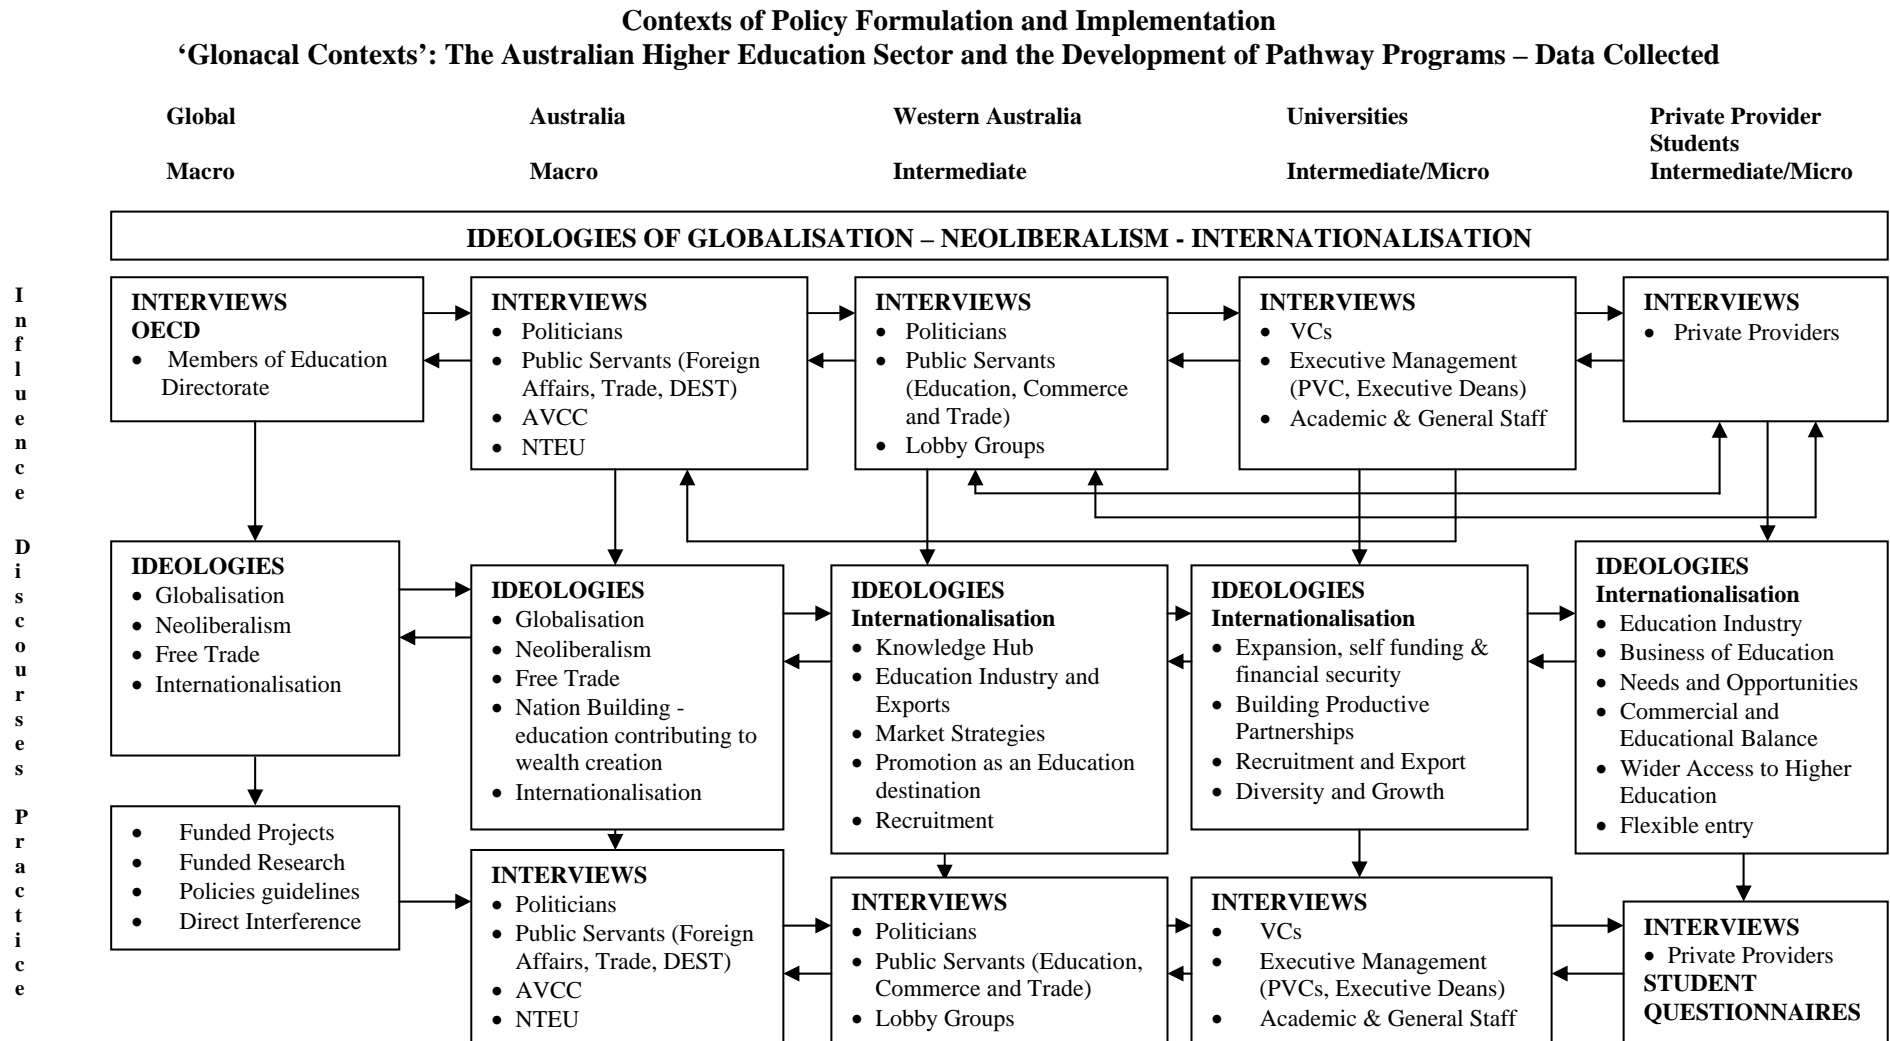 Contexts of Policy Formulation and Implementation
‘Glonacal Contexts’: The Australian Higher Education Sector and the Development of Pathway Programs – Data Collected
Global
Australia
Western Australia
Universities
Private Provider
Students
Macro
Macro
Intermediate
Intermediate/Micro
Intermediate/Micro
IDEOLOGIES OF GLOBALISATION – NEOLIBERALISM - INTERNATIONALISATION
Influence
INTERVIEWS
OECD
• Members of Education
Directorate
INTERVIEWS
• Politicians
• Public Servants (Foreign
Affairs, Trade, DEST)
• AVCC
• NTEU
INTERVIEWS
• Politicians
• Public Servants
(Education, Commerce
and Trade)
• Lobby Groups
INTERVIEWS
• VCs
• Executive Management
(PVC, Executive Deans)
• Academic & General Staff
INTERVIEWS
• Private Providers
Discourses
IDEOLOGIES
• Globalisation
• Neoliberalism
• Free Trade
• Internationalisation
IDEOLOGIES
• Globalisation
• Neoliberalism
• Free Trade
• Nation Building -
education contributing to
wealth creation
• Internationalisation
IDEOLOGIES
Internationalisation
• Knowledge Hub
• Education Industry and
Exports
• Market Strategies
• Promotion as an Education
destination
• Recruitment
IDEOLOGIES
Internationalisation
• Expansion, self funding &
financial security
• Building Productive
Partnerships
• Recruitment and Export
• Diversity and Growth
IDEOLOGIES
Internationalisation
• Education Industry
• Business of Education
• Needs and Opportunities
• Commercial and
Educational Balance
• Wider Access to Higher
Education
• Flexible entry
Practice
• Funded Projects
• Funded Research
• Policies guidelines
• Direct Interference
INTERVIEWS
• Politicians
• Public Servants (Foreign
Affairs, Trade, DEST)
• AVCC
• NTEU
INTERVIEWS
• Politicians
• Public Servants (Education,
Commerce and Trade)
• Lobby Groups
INTERVIEWS
• VCs
• Executive Management
(PVCs, Executive Deans)
• Academic & General Staff
INTERVIEWS
• Private Providers
STUDENT
QUESTIONNAIRES